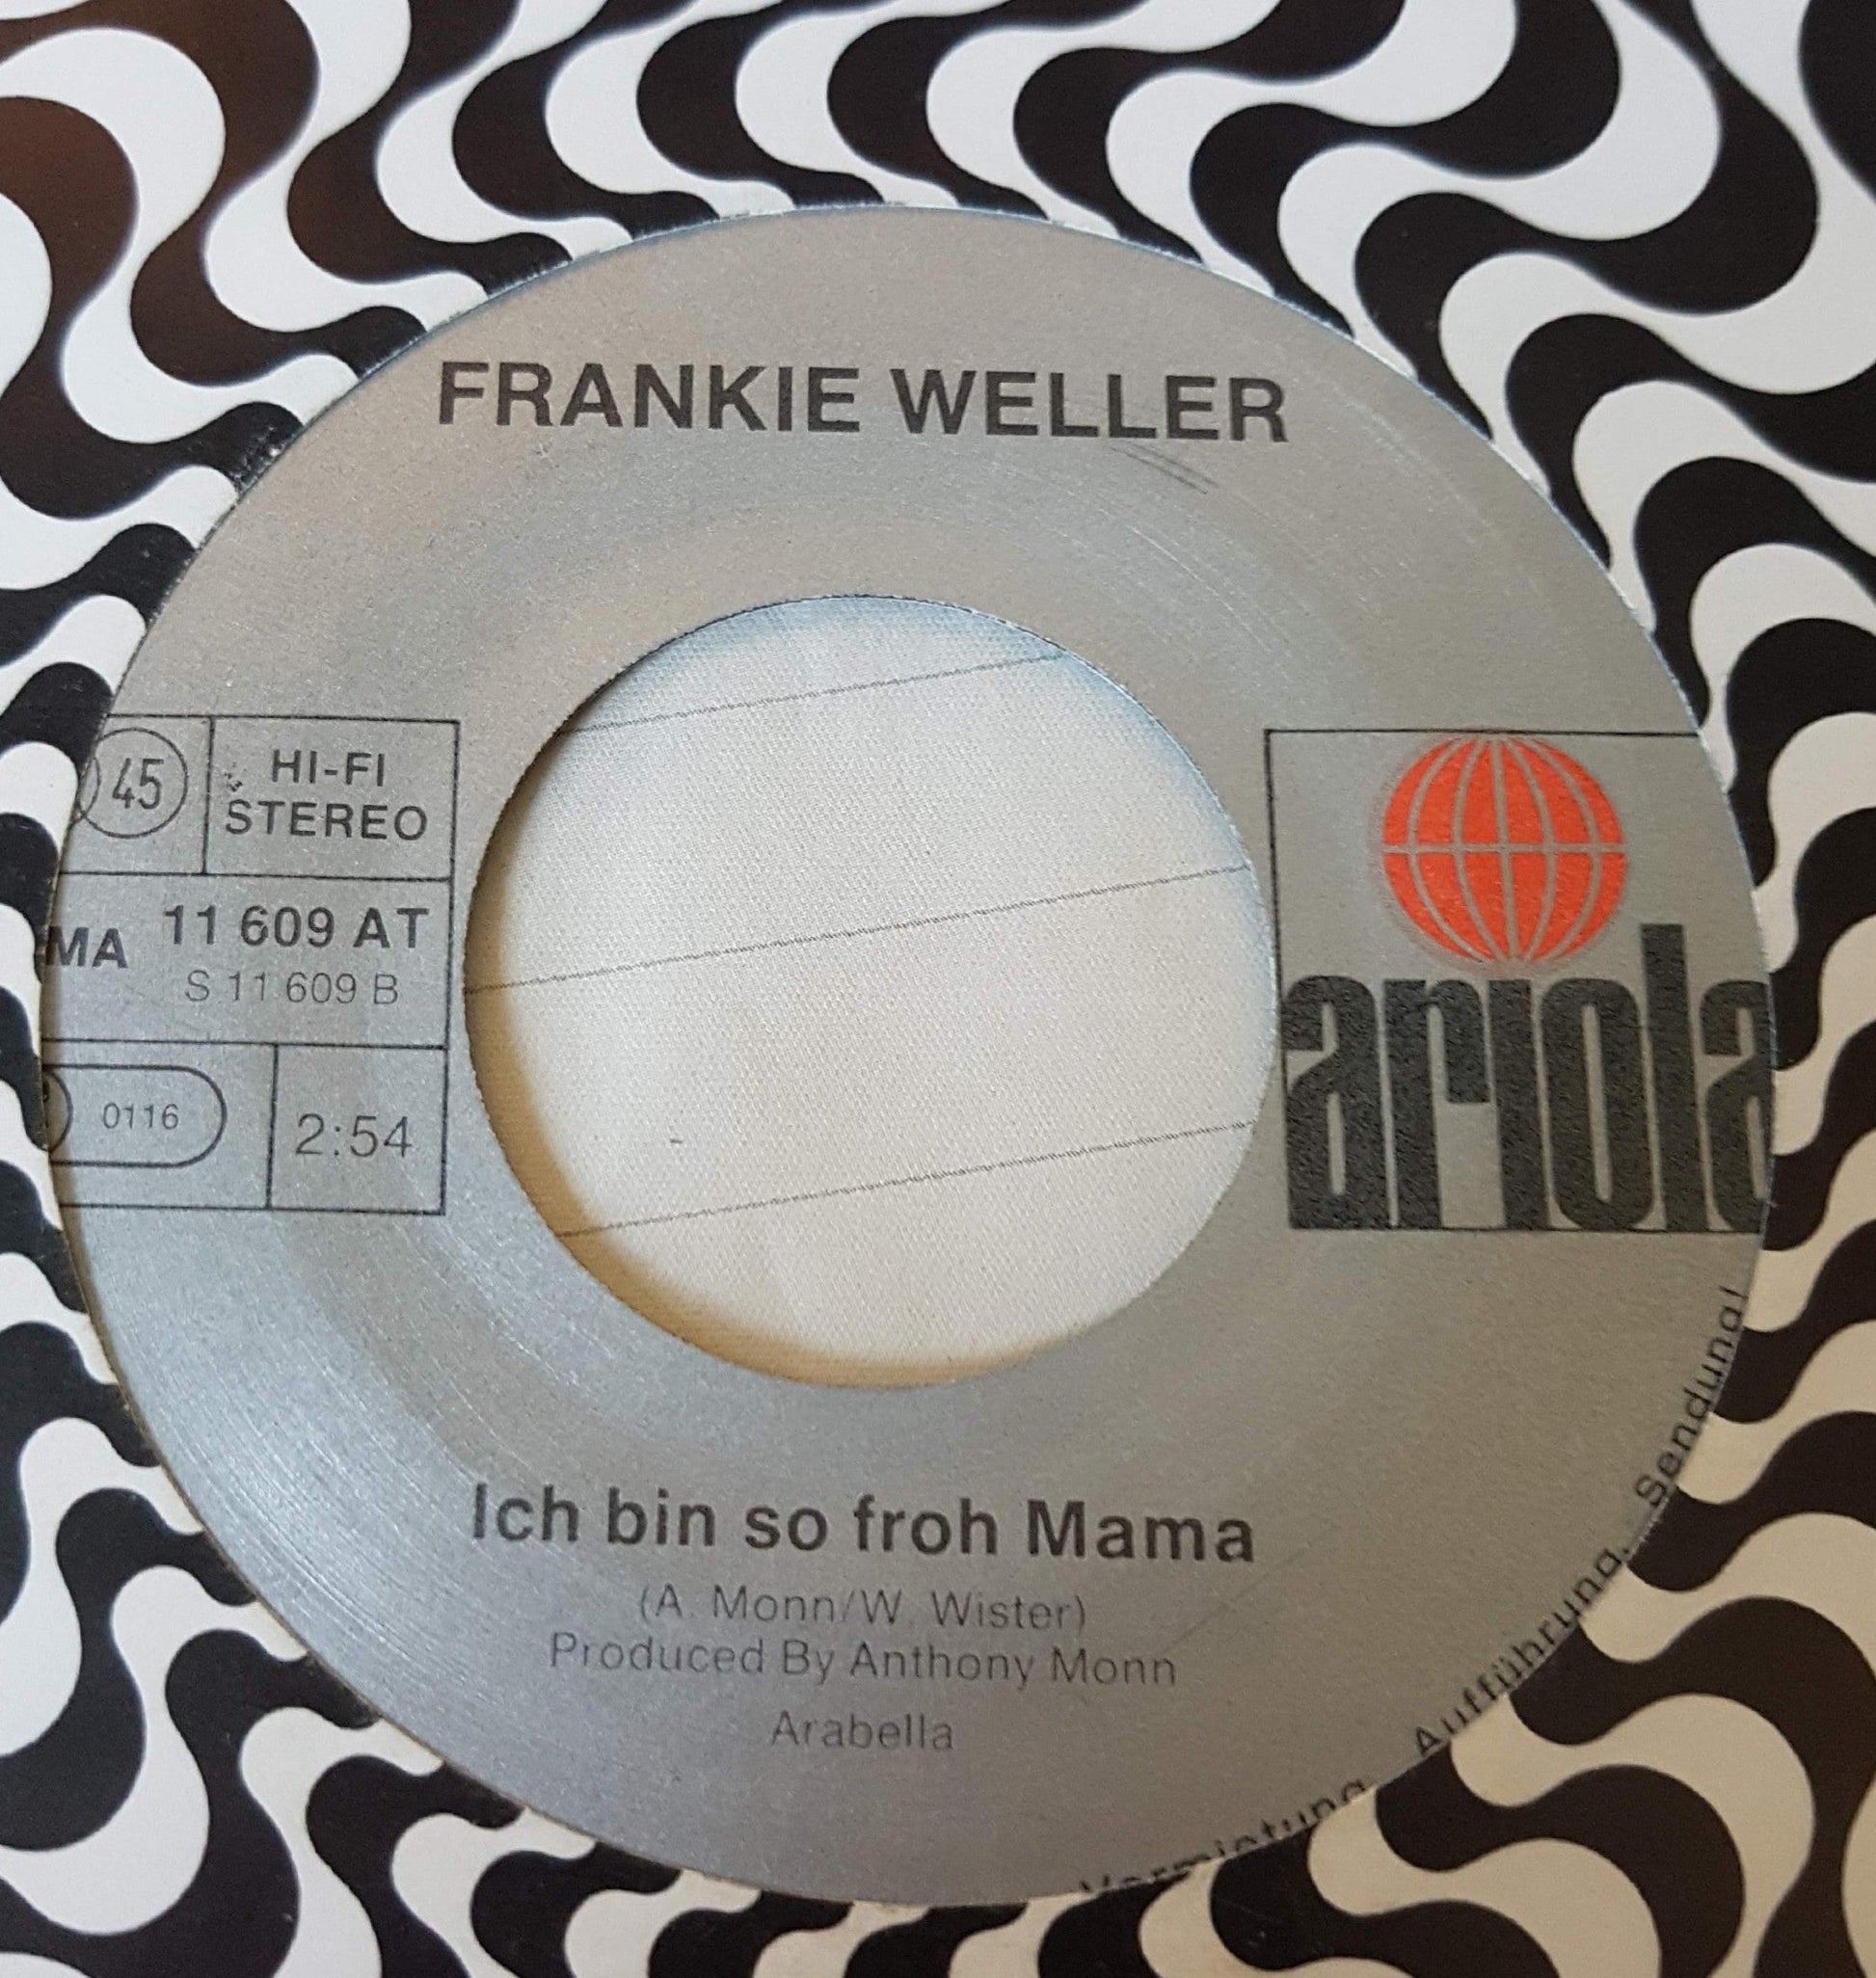 FRANKIE WELLER
45
HI-FI
STEREO
MA
11 609 AT
S 11 609 B
0116
2:54
ariola
Ich bin so froh Mama
(A. Monn/W. Wister)
Produced By Anthony Monn
Arabella
Vermietung, Aufführung, Sendung!